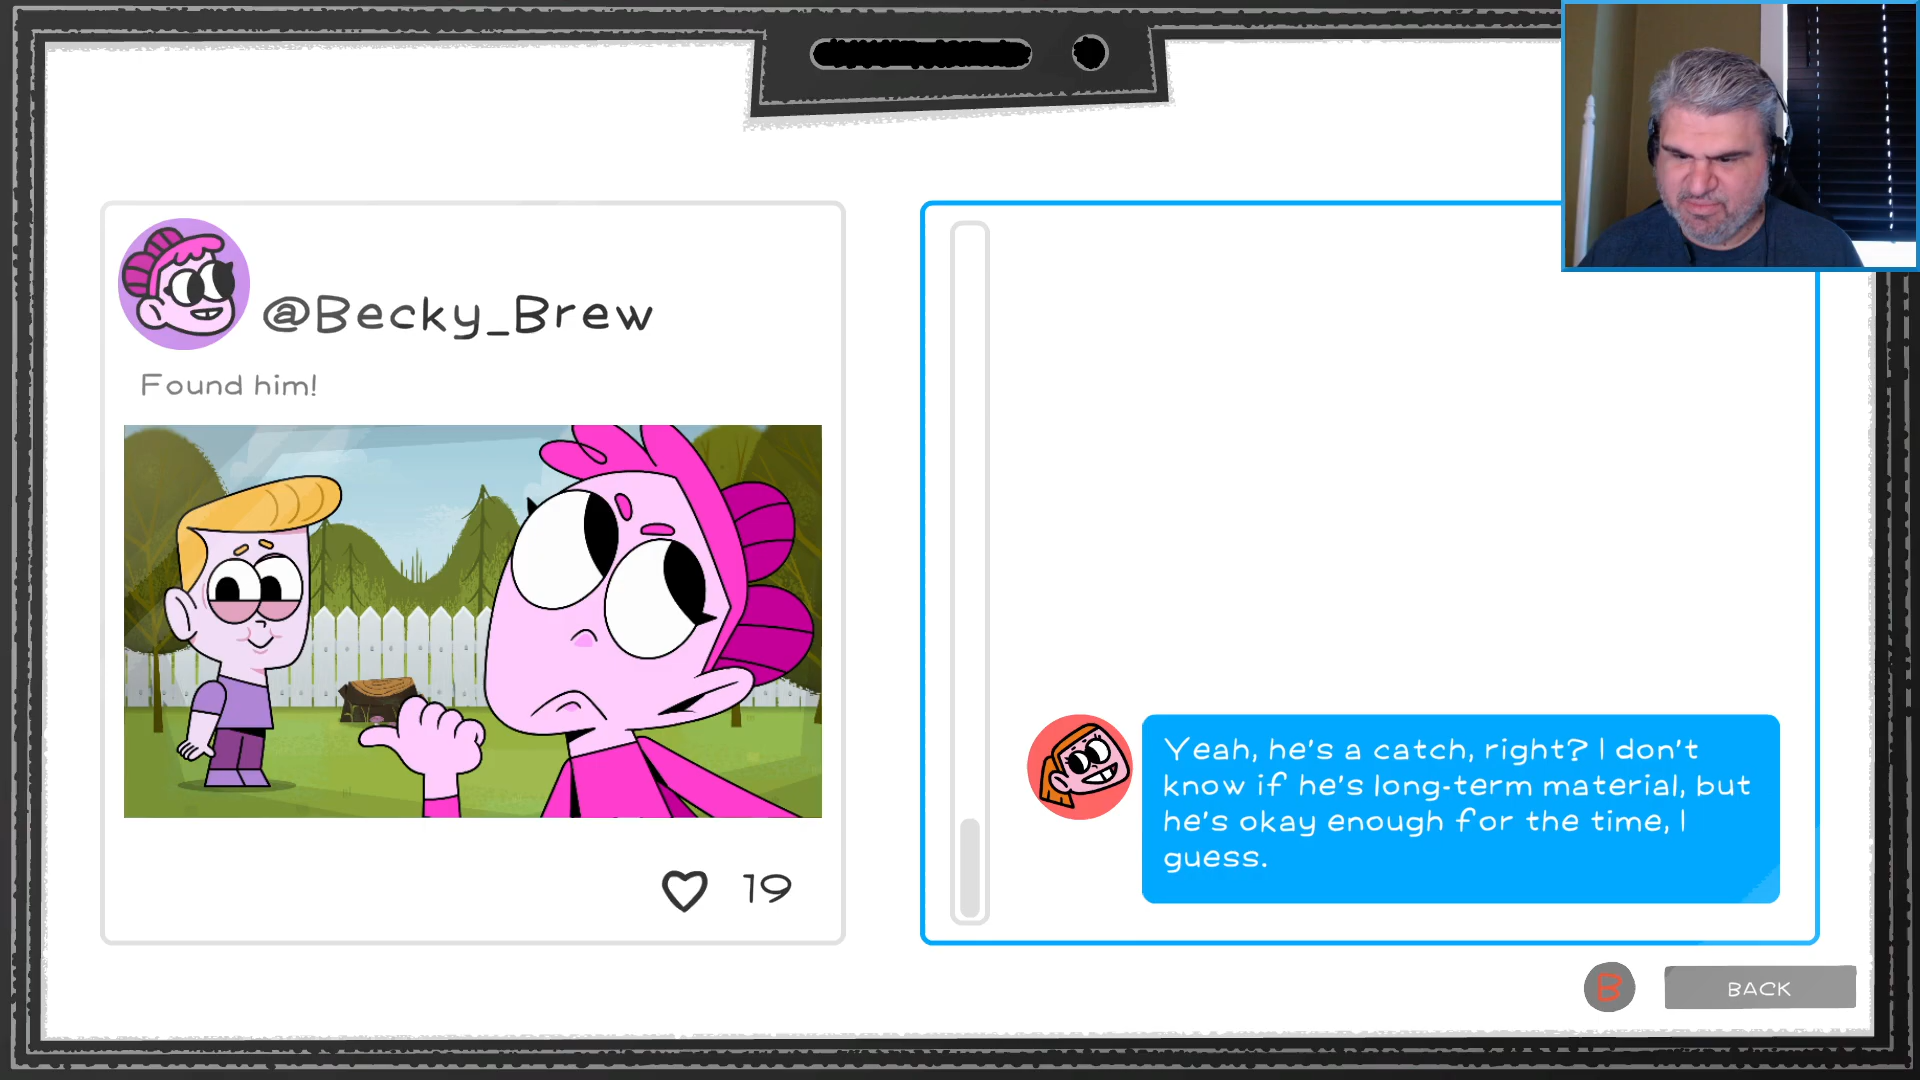 @Becky_Brew
Found him!
19
Yeah, he's a catch, right? I don't
know if he's long-term material, but
he's okay enough for the time, I
guess.
B
BACK